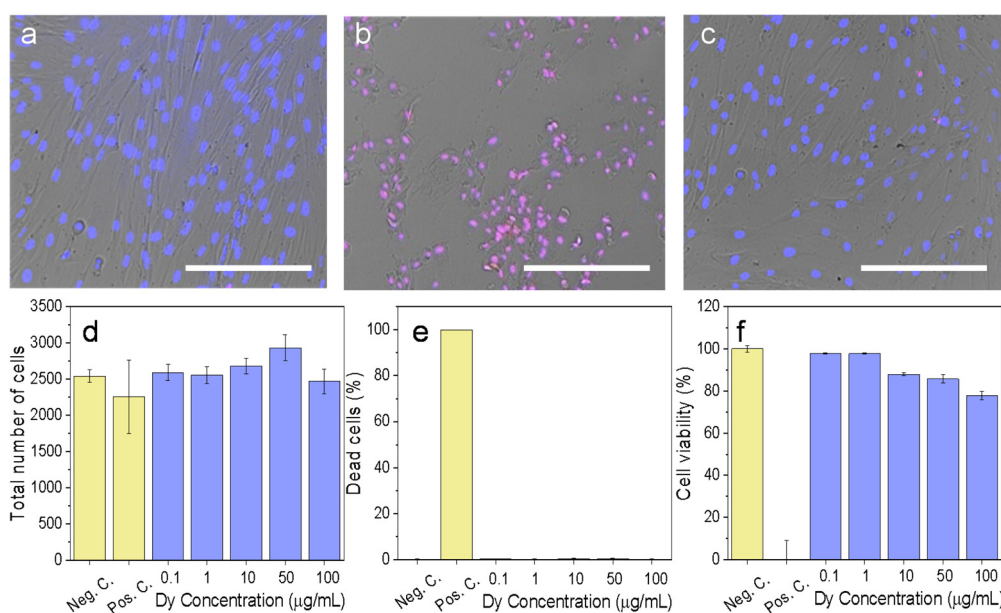 a
b
c
d
Total number of cells
3500
3000
2500
2000
1500
1000
500
0
Neg. C.
Pos. C.
0.1
1
10
50
100
Dy Concentration (µg/mL)
e
Dead cells (%)
100
80
60
40
20
0
Neg. C.
Pos. C.
0.1
1
10
50
100
Dy Concentration (µg/mL)
f
Cell viability (%)
120
100
80
60
40
20
0
Neg. C.
Pos. C.
0.1
1
10
50
100
Dy Concentration (µg/mL)